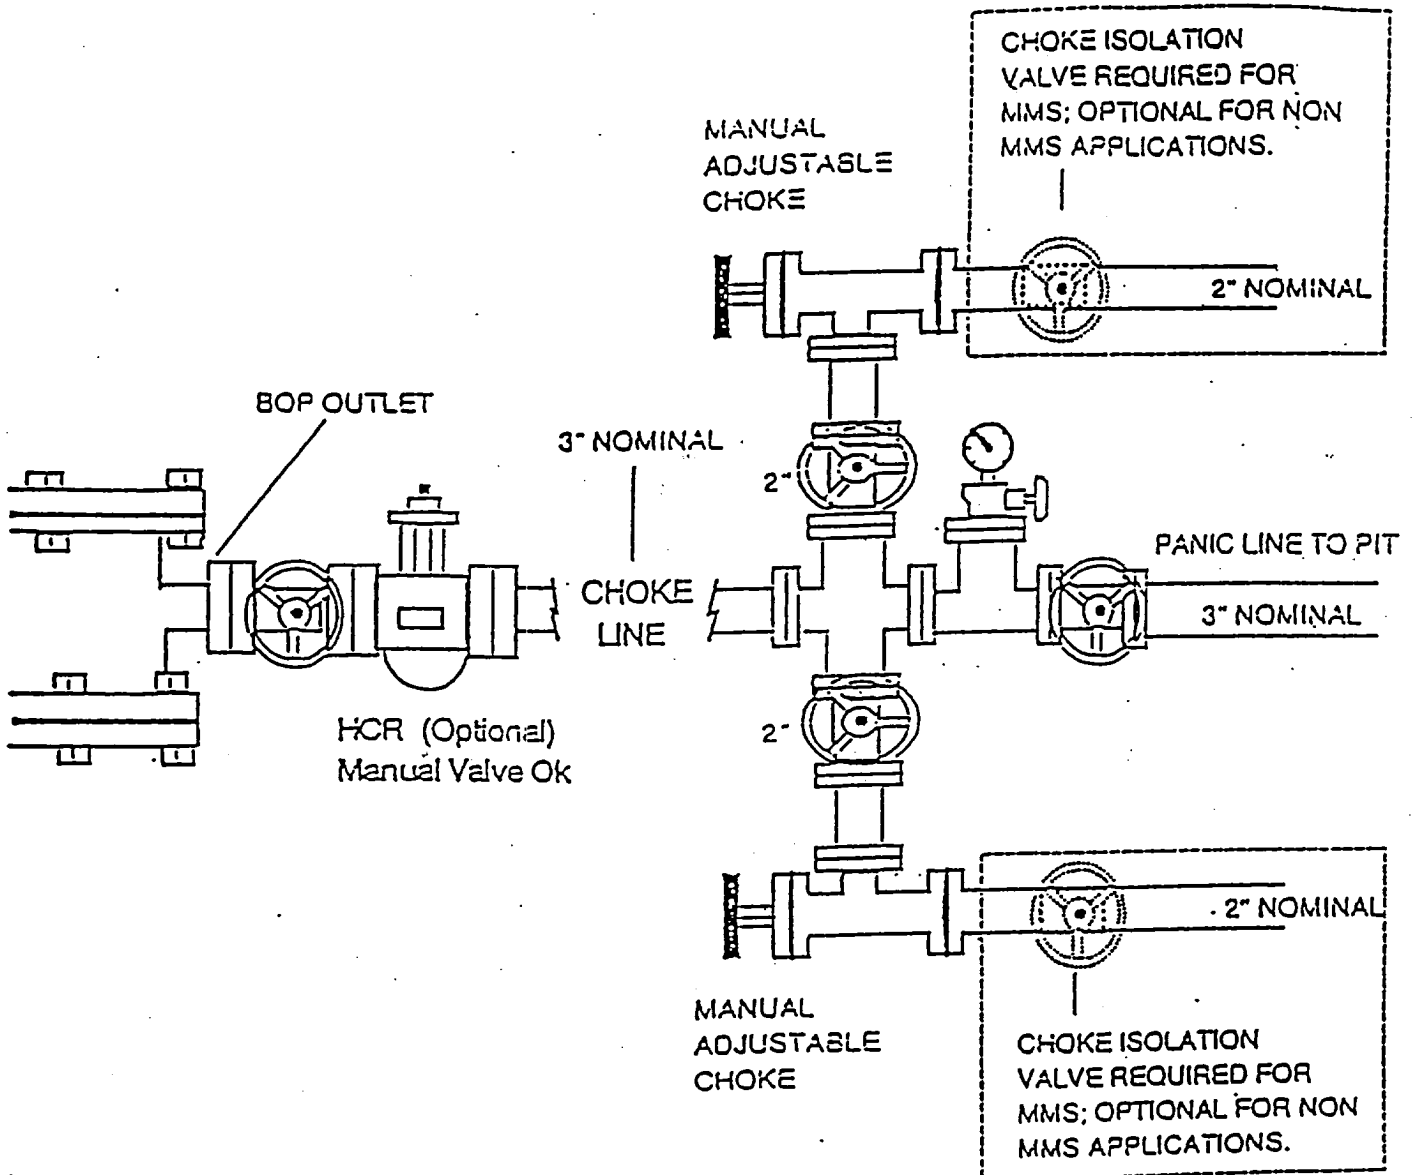 CHOKE ISOLATION
VALVE REQUIRED FOR
MMS; OPTIONAL FOR NON
MMS APPLICATIONS.
MANUAL
ADJUSTABLE
CHOKE
2" NOMINAL
BOP OUTLET
3" NOMINAL
2"
PANIC LINE TO PIT
CHOKE
LINE
3" NOMINAL
HCR (Optional)
Manual Valve Ok
2"
2" NOMINAL
MANUAL
ADJUSTABLE
CHOKE
CHOKE ISOLATION
VALVE REQUIRED FOR
MMS; OPTIONAL FOR NON
MMS APPLICATIONS.